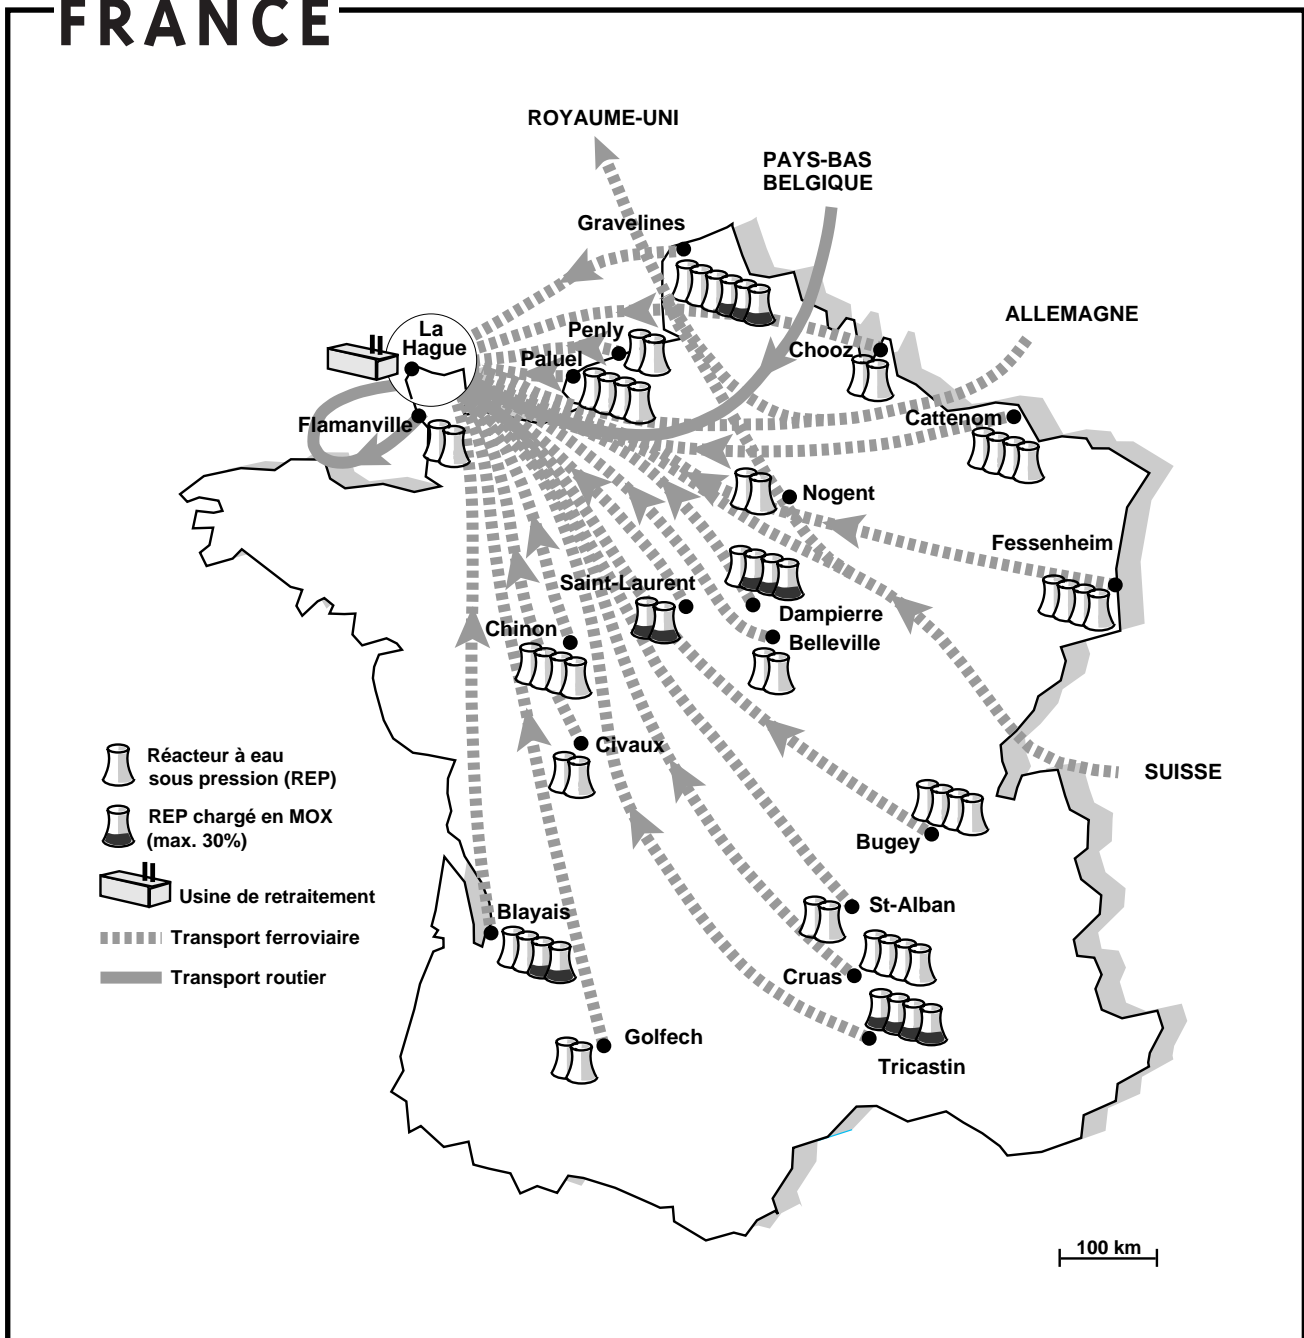 FRANCE
ROYAUME-UNI
PAYS-BAS
BELGIQUE
Gravelines
ALLEMAGNE
La
Hague
Penly
Chooz
Paluel
Flamanville
Cattenom
Nogent
Fessenheim
Saint-Laurent
Dampierre
Chinon
Belleville
Civaux
Réacteur à eau
sous pression (REP)
SUISSE
REP chargé en MOX
(max. 30%)
Bugey
Usine de retraitement
St-Alban
Blayais
Transport ferroviaire
Transport routier
Cruas
Golfech
Tricastin
100 km